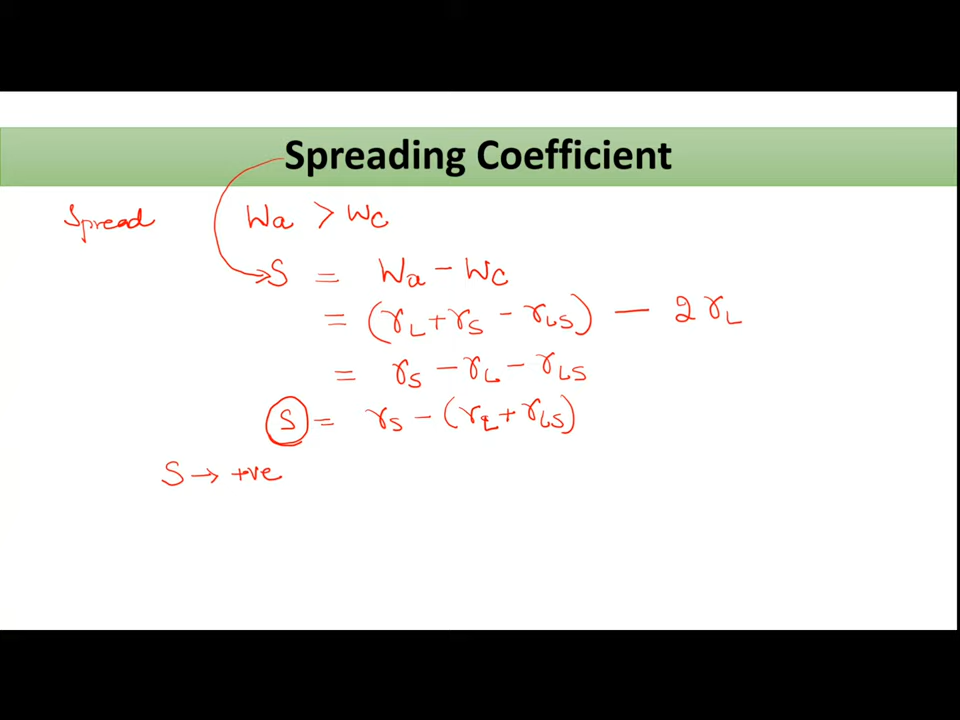 Spreading Coefficient
Spread Wa > Wc
S = Wa - Wc
= (γL + γS - γLS) - 2γL
= γS - γL - γLS
S = γS - (γL + γLS)
S → +ve